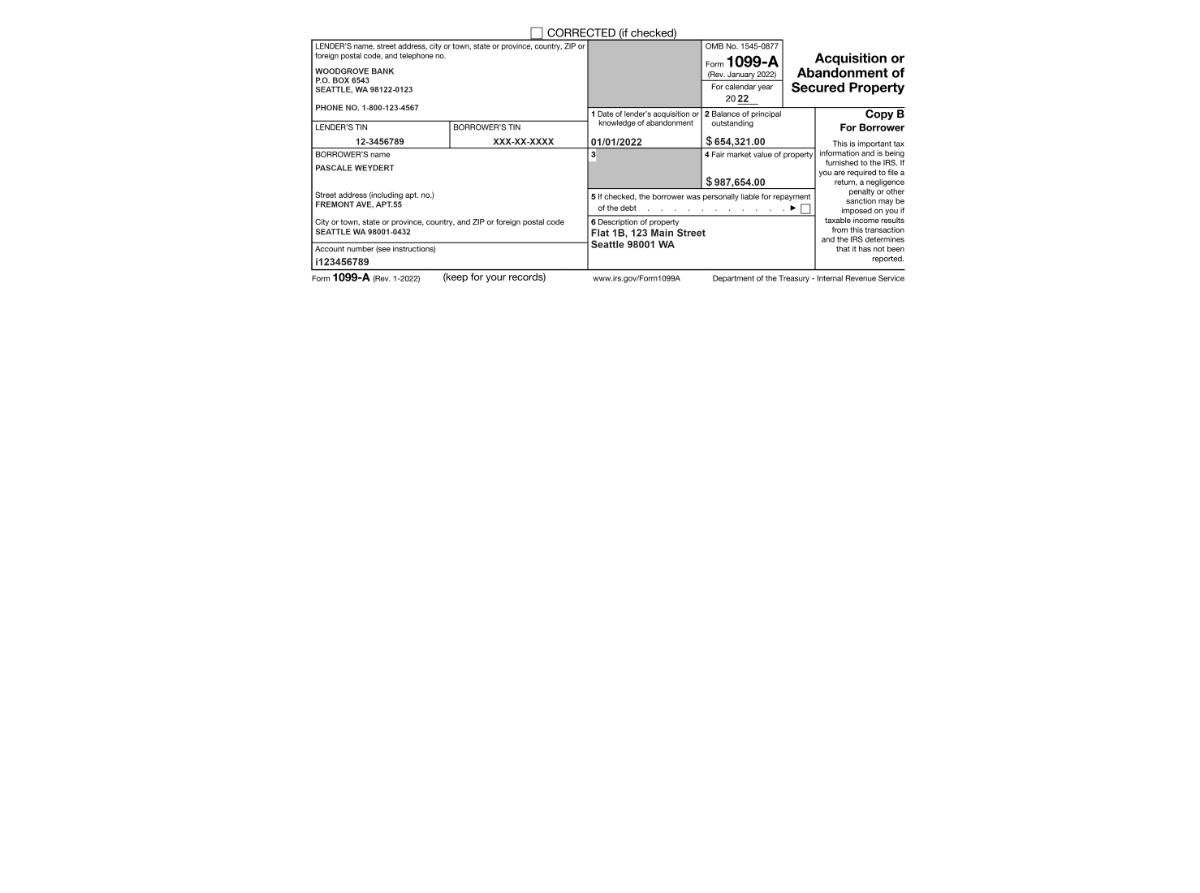 CORRECTED (if checked)
LENDER'S name, street address, city or town, state or province, country, ZIP or
foreign postal code, and telephone no.
WOODGROVE BANK
P.O. BOX 6543
SEATTLE, WA 98122-0123
PHONE NO. 1-800-123-4567
OMB No. 1545-0877
Form 1099-A
(Rev. January 2022)
For calendar year
20 22
Acquisition or
Abandonment of
Secured Property
1 Date of lender's acquisition or
knowledge of abandonment
01/01/2022
2 Balance of principal
outstanding
$ 654,321.00
Copy B
For Borrower
This is important tax
information and is being
furnished to the IRS. If
you are required to file a
return, a negligence
penalty or other
sanction may be
imposed on you if
taxable income results
from this transaction
and the IRS determines
that it has not been
reported.
LENDER'S TIN
12-3456789
BORROWER'S TIN
XXX-XX-XXXX
BORROWER'S name
PASCALE WEYDERT
3
4 Fair market value of property
$ 987,654.00
Street address (including apt. no.)
FREMONT AVE, APT.55
5 If checked, the borrower was personally liable for repayment
of the debt . . . . . . . . . . . ►
City or town, state or province, country, and ZIP or foreign postal code
SEATTLE WA 98001-0432
6 Description of property
Flat 1B, 123 Main Street
Seattle 98001 WA
Account number (see instructions)
i123456789
Form 1099-A (Rev. 1-2022) (keep for your records) www.irs.gov/Form1099A Department of the Treasury - Internal Revenue Service